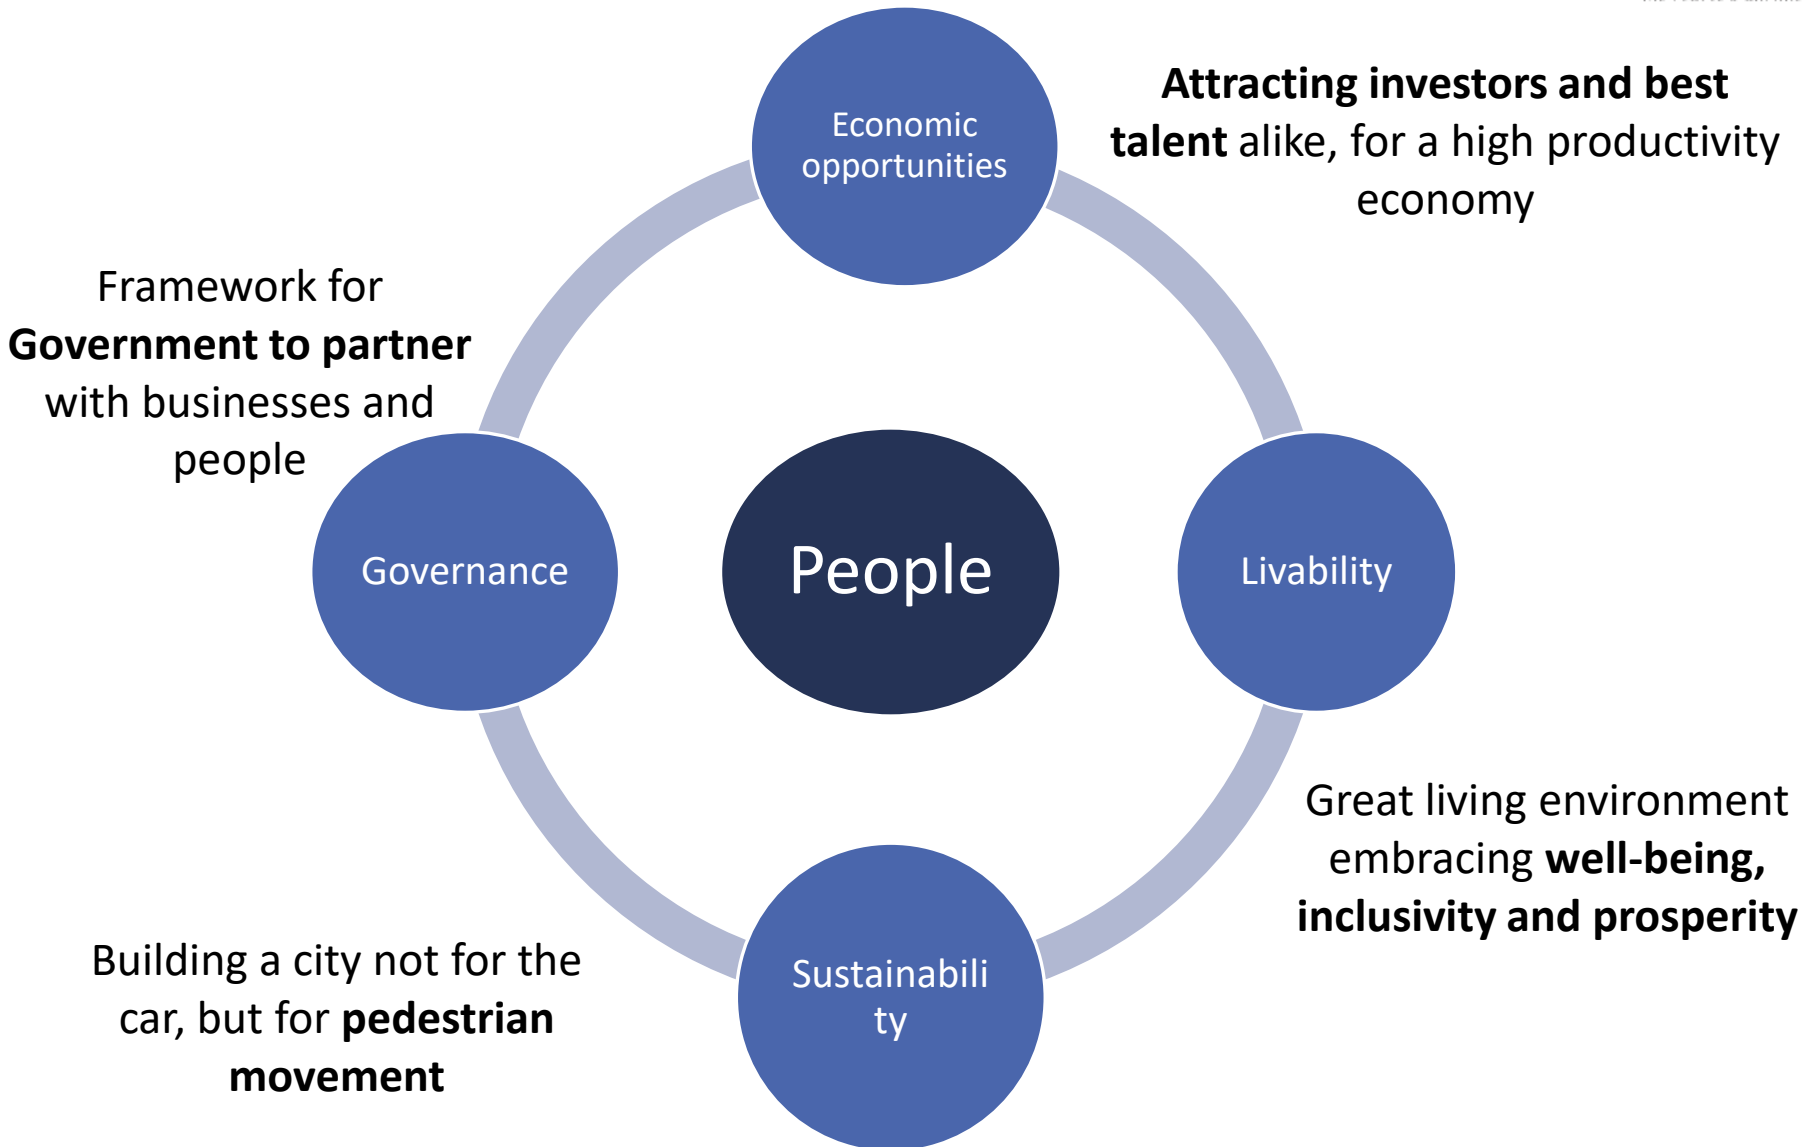 Economic
opportunities
Attracting investors and best
talent alike, for a high productivity
economy
Framework for
Government to partner
with businesses and
people
Governance
People
Livability
Great living environment
embracing well-being,
inclusivity and prosperity
Sustainabili
ty
Building a city not for the
car, but for pedestrian
movement